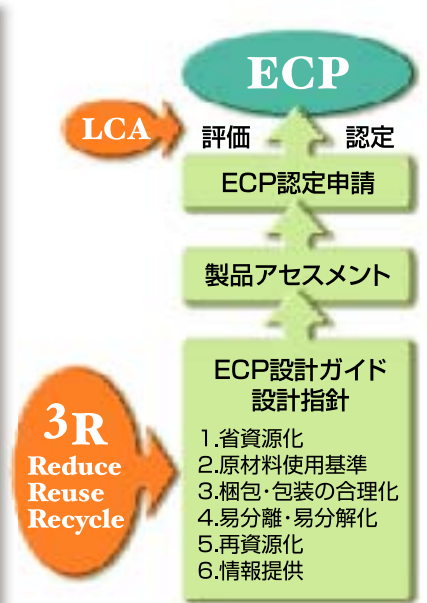 ECP
LCA
評価 認定
ECP認定申請
製品アセスメント
ECP設計ガイド
設計指針
1.省資源化
2.原材料使用基準
3.梱包・包装の合理化
4.易分離・易分解化
5.再資源化
6.情報提供
3R
Reduce
Reuse
Recycle